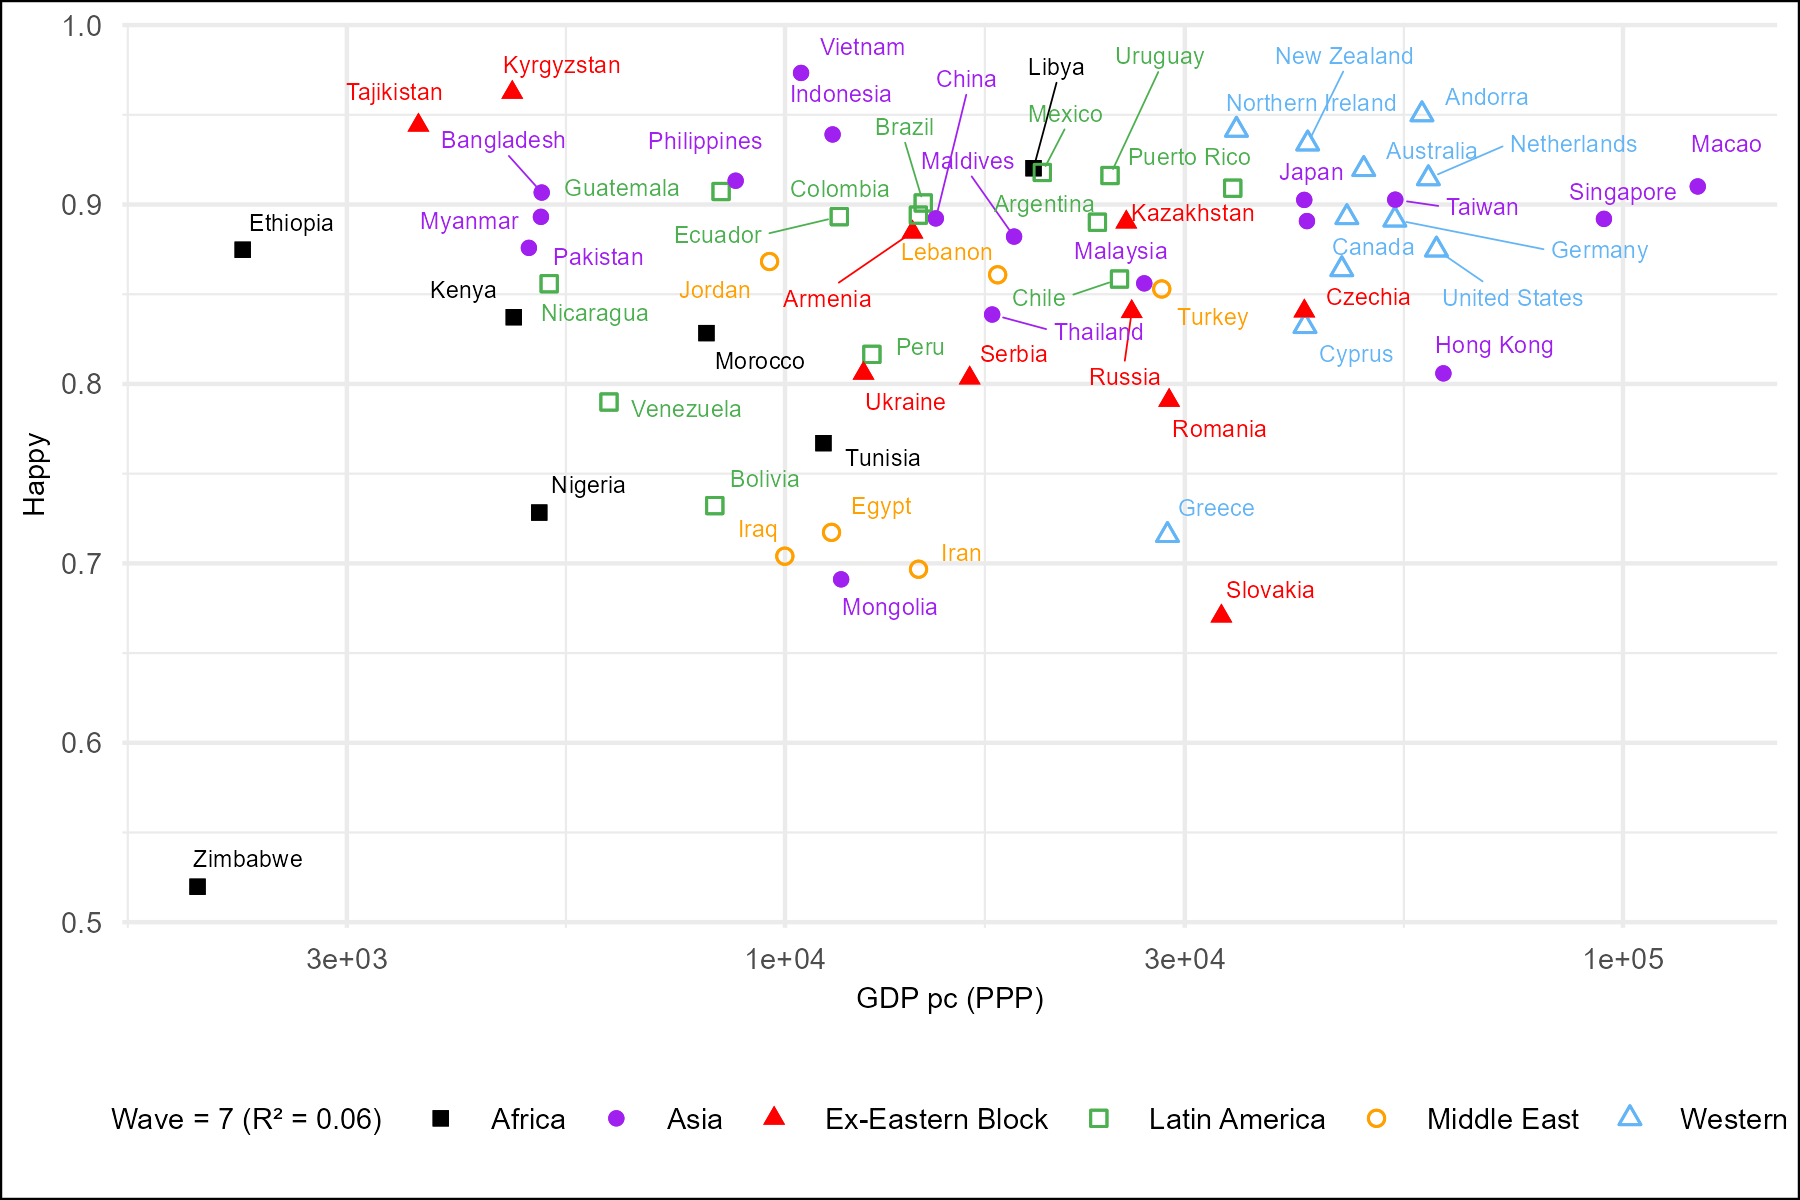 1.0
0.9
0.8
0.7
0.6
0.5
Happy
Vietnam
Kyrgyzstan
Tajikistan
Indonesia
China
Libya
Uruguay
New Zealand
Andorra
Northern Ireland
Mexico
Brazil
Bangladesh
Philippines
Maldives
Puerto Rico
Australia
Netherlands
Macao
Guatemala
Colombia
Japan
Singapore
Argentina
Kazakhstan
Taiwan
Ethiopia
Myanmar
Ecuador
Pakistan
Lebanon
Malaysia
Canada
Germany
Kenya
Jordan
Armenia
Chile
Czechia
United States
Nicaragua
Turkey
Thailand
Morocco
Peru
Serbia
Cyprus
Hong Kong
Russia
Venezuela
Ukraine
Romania
Tunisia
Nigeria
Bolivia
Egypt
Greece
Iraq
Iran
Mongolia
Slovakia
Zimbabwe
3e+03 1e+04 3e+04 1e+05
GDP pc (PPP)
Wave = 7 (R² = 0.06) Africa Asia Ex-Eastern Block Latin America Middle East Western